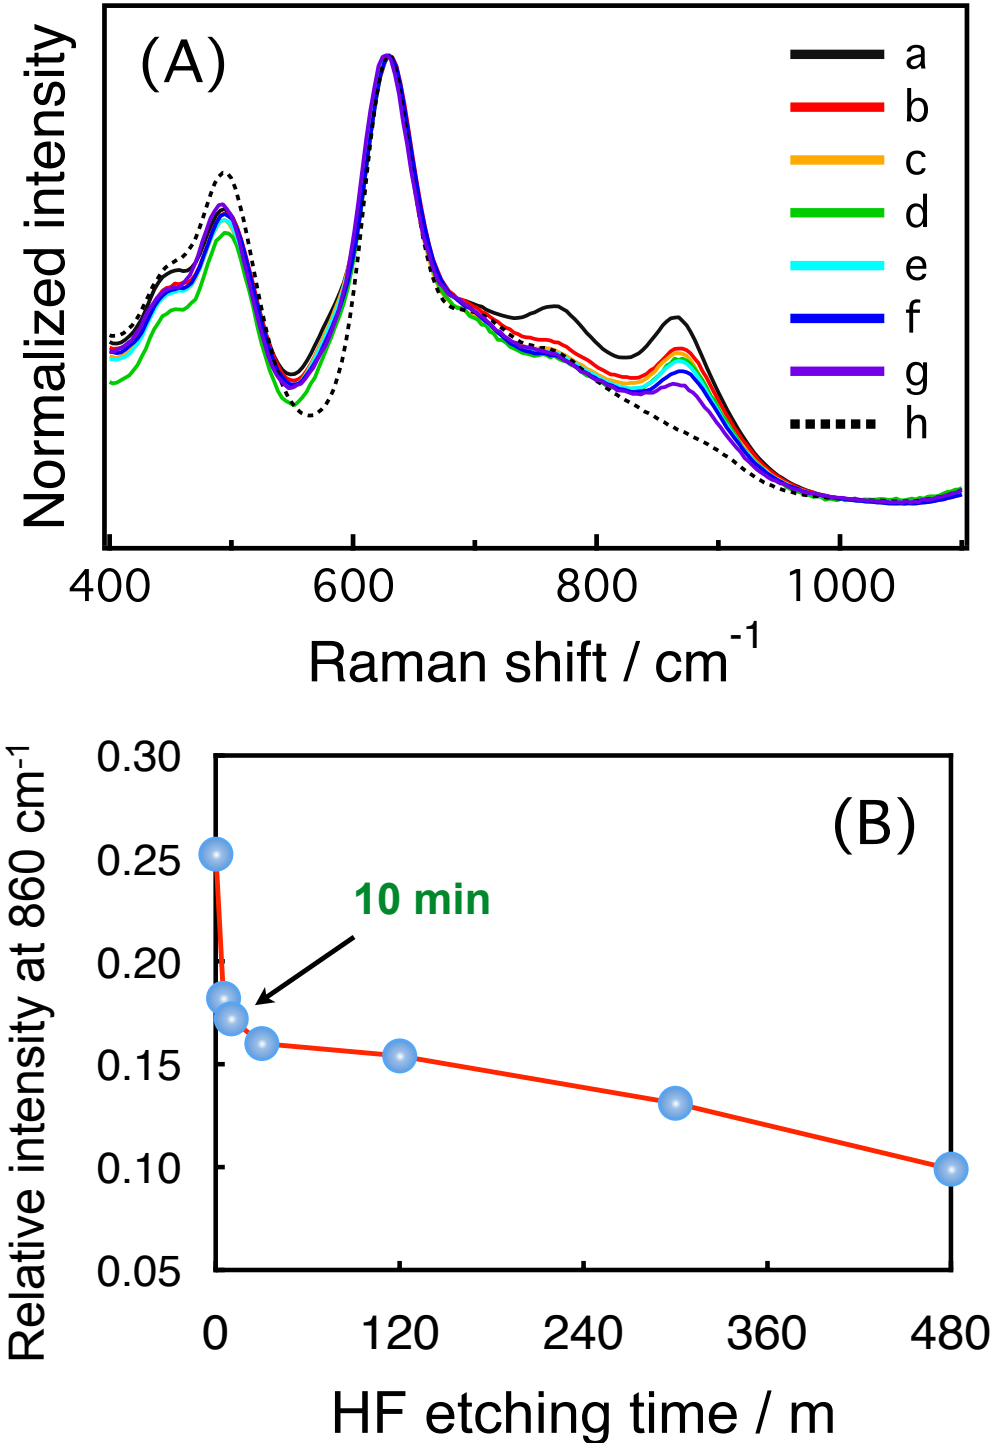 (A)
Normalized intensity
a
b
c
d
e
f
g
h
400 600 800 1000
Raman shift / cm-1
(B)
Relative intensity at 860 cm-1
0.30
0.25
0.20
0.15
0.10
0.05
10 min
0 120 240 360 480
HF etching time / m